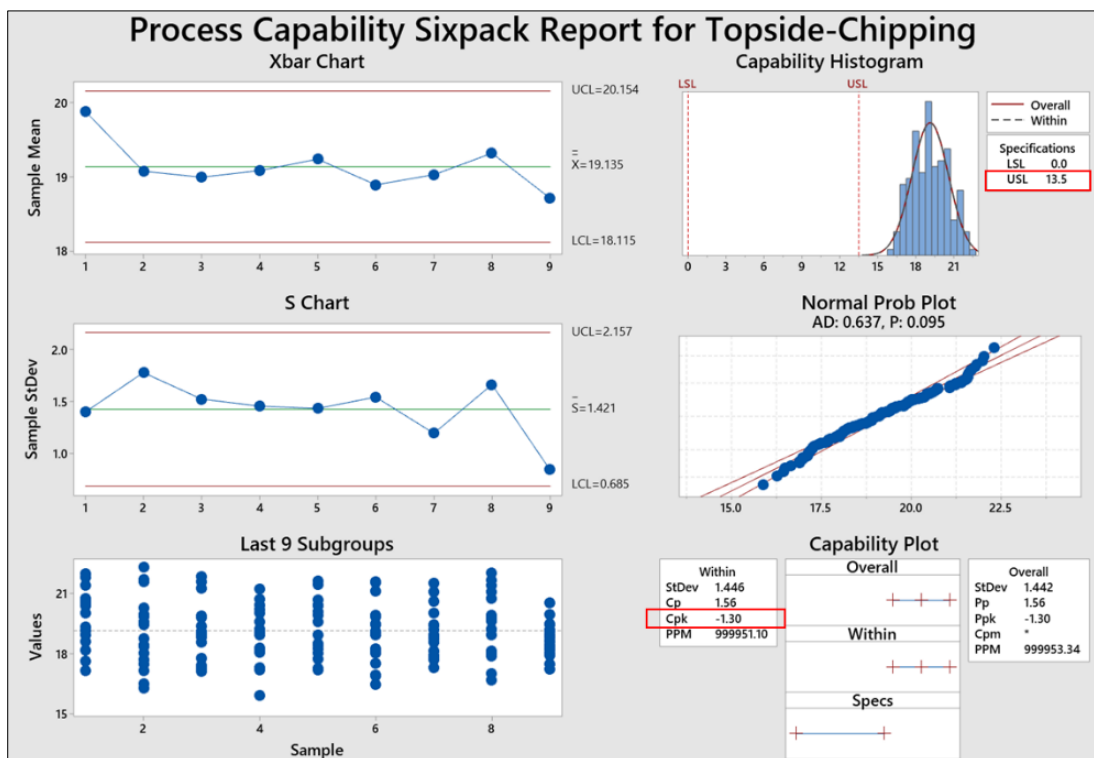 Process Capability Sixpack Report for Topside-Chipping
Xbar Chart
Sample Mean
20
19
18
1 2 3 4 5 6 7 8 9
UCL=20.154
X̿=19.135
LCL=18.115
Capability Histogram
LSL USL
0 3 6 9 12 15 18 21
Overall
Within
Specifications
LSL 0.0
USL 13.5
S Chart
Sample StDev
2.0
1.5
1.0
1 2 3 4 5 6 7 8 9
UCL=2.157
S̄=1.421
LCL=0.685
Normal Prob Plot
AD: 0.637, P: 0.095
15.0 17.5 20.0 22.5
Last 9 Subgroups
Values
21
18
15
2 4 6 8
Sample
Capability Plot
Within
StDev 1.446
Cp 1.56
Cpk -1.30
PPM 999951.10
Overall
Within
Specs
Overall
StDev 1.442
Pp 1.56
Ppk -1.30
Cpm *
PPM 999953.34